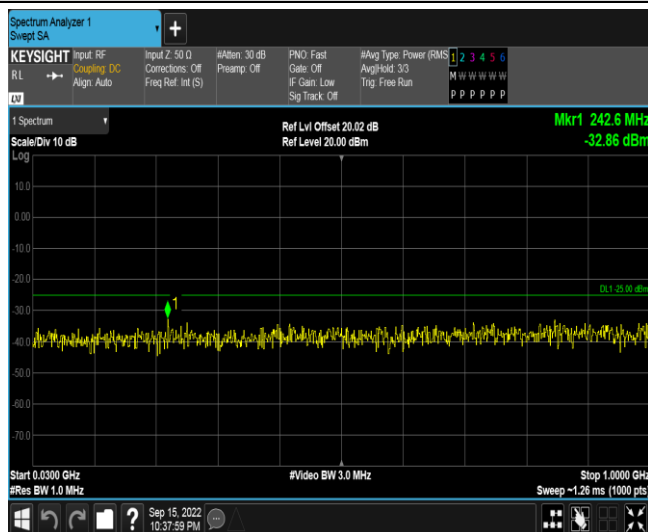 Spectrum Analyzer 1
Swept SA
+
KEYSIGHT
RL
LXI
Input: RF
Coupling: DC
Align: Auto
Input Z: 50 Ω
Corrections: Off
Freq Ref: Int (S)
#Atten: 30 dB
Preamp: Off
PNO: Fast
Gate: Off
IF Gain: Low
Sig Track: Off
#Avg Type: Power (RMS
Avg|Hold: 3/3
Trig: Free Run
1 2 3 4 5 6
M W W W W W
P P P P P P
1 Spectrum
Scale/Div 10 dB
Log
Ref Lvl Offset 20.02 dB
Ref Level 20.00 dBm
Mkr1 242.6 MHz
-32.86 dBm
10.0
0.00
-10.0
-20.0
DL1 -25.00 dBm
1
-30.0
-40.0
-50.0
-60.0
-70.0
Start 0.0300 GHz
#Res BW 1.0 MHz
#Video BW 3.0 MHz
Stop 1.0000 GHz
Sweep ~1.26 ms (1000 pts)
?
Sep 15, 2022
10:37:59 PM